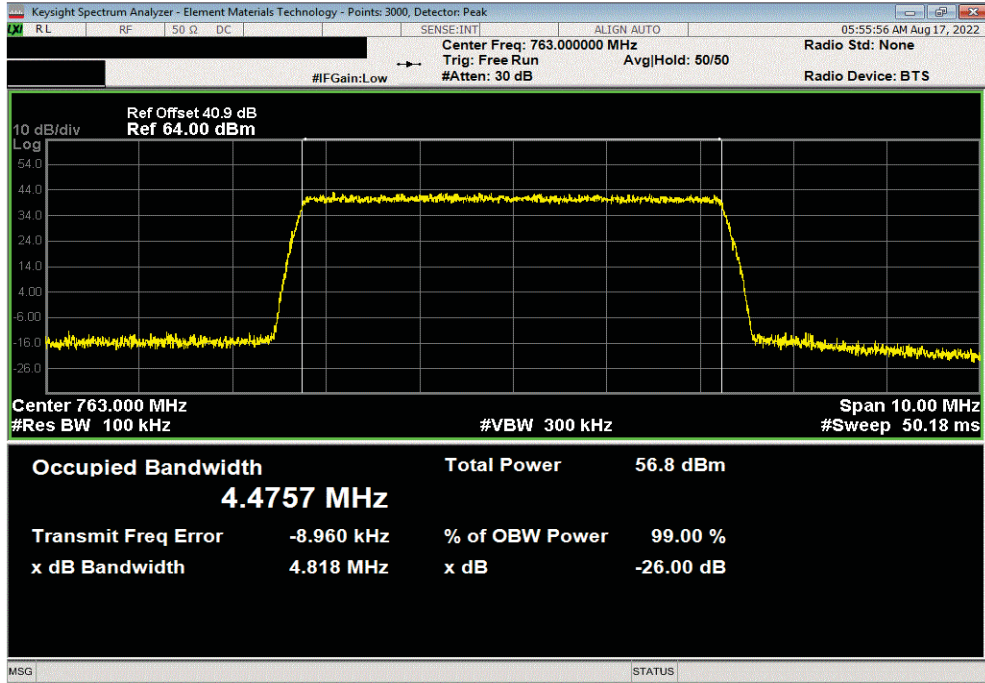 Keysight Spectrum Analyzer - Element Materials Technology - Points: 3000, Detector: Peak
LXI RL RF 50 Ω DC SENSE:INT ALIGN AUTO 05:55:56 AM Aug 17, 2022
Center Freq: 763.000000 MHz Radio Std: None
Trig: Free Run Avg|Hold: 50/50
#IFGain:Low #Atten: 30 dB Radio Device: BTS
Ref Offset 40.9 dB
10 dB/div Ref 64.00 dBm
Log
54.0
44.0
34.0
24.0
14.0
4.00
-6.00
-16.0
-26.0
Center 763.000 MHz Span 10.00 MHz
#Res BW 100 kHz #VBW 300 kHz #Sweep 50.18 ms
Occupied Bandwidth Total Power 56.8 dBm
4.4757 MHz
Transmit Freq Error -8.960 kHz % of OBW Power 99.00 %
x dB Bandwidth 4.818 MHz x dB -26.00 dB
MSG STATUS